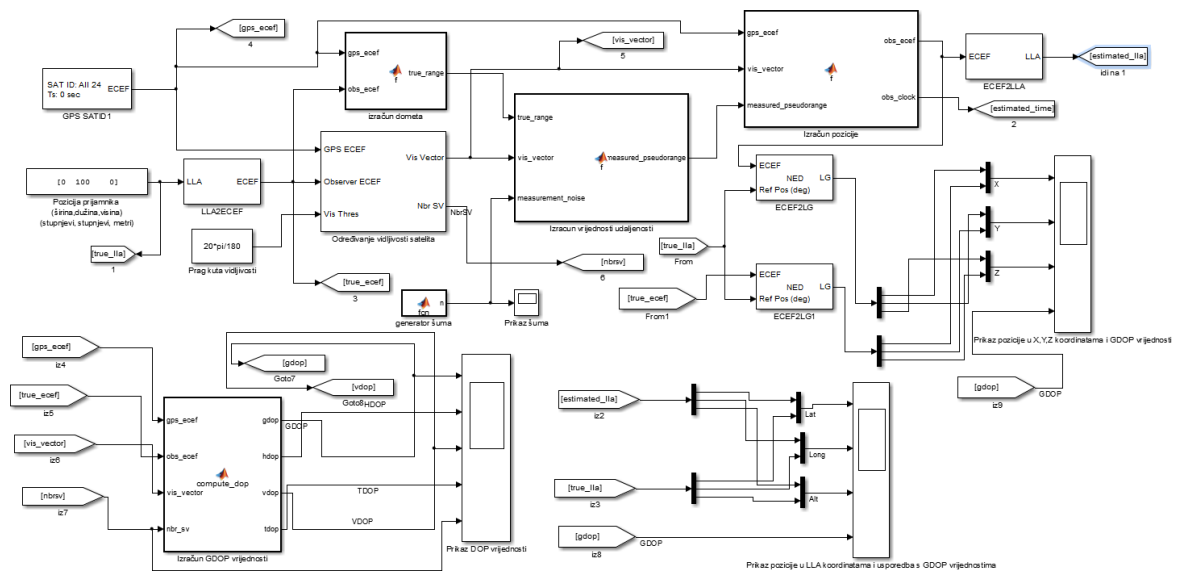 [gps_ecef]
4
SAT ID: All 24
Ts: 0 sec
ECEF
GPS SATID1
gps_ecef
obs_ecef
f
true_range
izračun dometa
[vis_vector]
5
gps_ecef
vis_vector
measured_pseudorange
f
obs_ecef
obs_clock
Izračun pozicije
ECEF
LLA
ECEF2LLA
[estimated_lla]
idi na 1
[estimated_time]
2
[0 100 0]
Pozicija prijamnika
(širina,dužina,visina)
(stupnjevi, stupnjevi, metri)
[true_lla]
1
LLA
ECEF
LLA2ECEF
20*pi/180
Prag kuta vidljivosti
GPS ECEF
Observer ECEF
Vis Thres
Vis Vector
Nbr SV
NbrSV
Određivanje vidljivosti satelita
[true_ecef]
3
true_range
vis_vector
measurement_noise
f
measured_pseudorange
Izracun vrijednosti udaljenosti
[nbrsv]
6
fcn
n
generator šuma
Prikaz šuma
ECEF
NED
Ref Pos (deg)
LG
ECEF2LG
[true_lla]
From
[true_ecef]
From1
ECEF
NED
Ref Pos (deg)
LG
ECEF2LG1
X
Y
Z
Prikaz pozicije u X,Y,Z koordinatama i GDOP vrijednosti
[gdop]
iz9
GDOP
[gps_ecef]
iz4
[true_ecef]
iz5
[vis_vector]
iz6
[nbrsv]
iz7
gps_ecef
obs_ecef
vis_vector
nbr_sv
compute_dop
gdop
hdop
vdop
tdop
Izračun GDOP vrijednosti
[gdop]
Goto7
[vdop]
Goto8
HDOP
GDOP
TDOP
VDOP
Prikaz DOP vrijednosti
[estimated_lla]
iz2
[true_lla]
iz3
[gdop]
iz8
GDOP
Lat
Long
Alt
Prikaz pozicije u LLA koordinatama i usporedba s GDOP vrijednostima